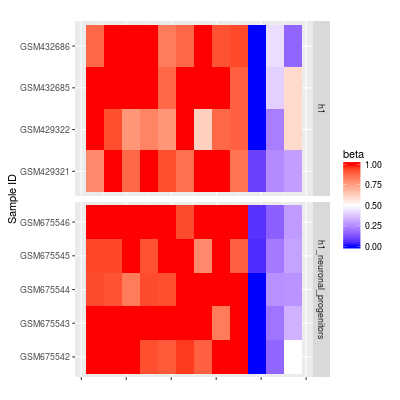 Sample ID
GSM432686
GSM432685
GSM429322
GSM429321
h1
GSM675546
GSM675545
GSM675544
GSM675543
GSM675542
h1_neuronal_progenitors
beta
1.00
0.75
0.50
0.25
0.00